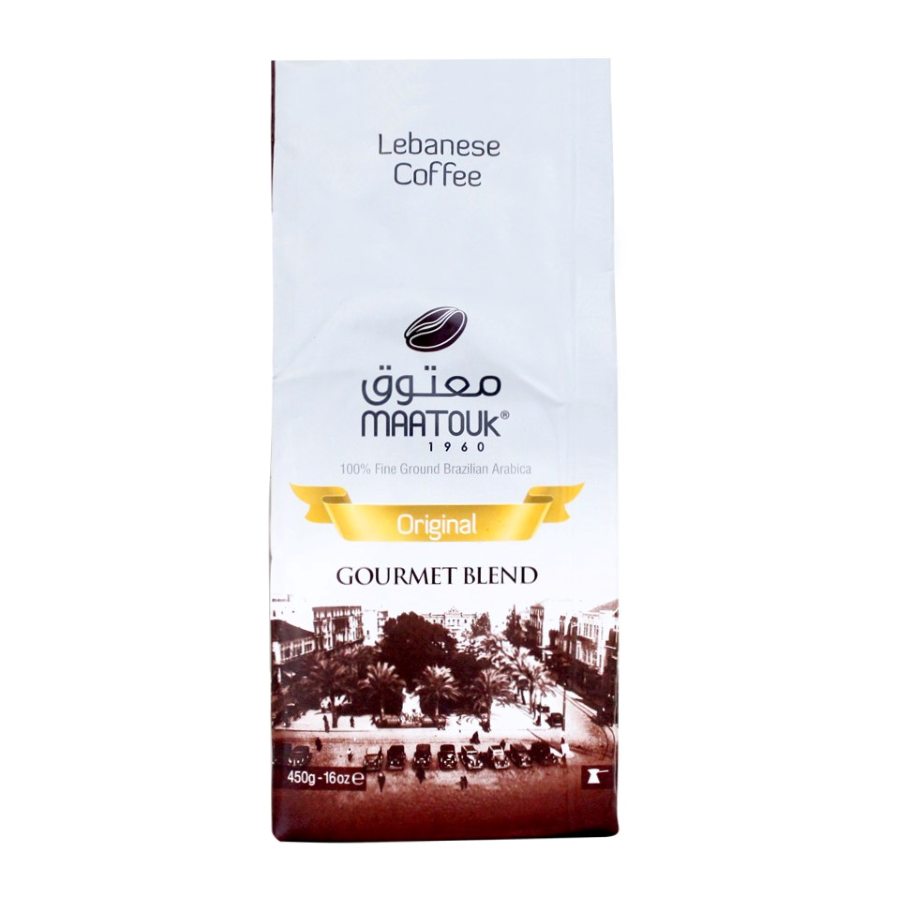 Lebanese
Coffee
معتوق
MAATOUK®
1960
100% Fine Ground Brazilian Arabica
Original
GOURMET BLEND
450g - 16oz ℮